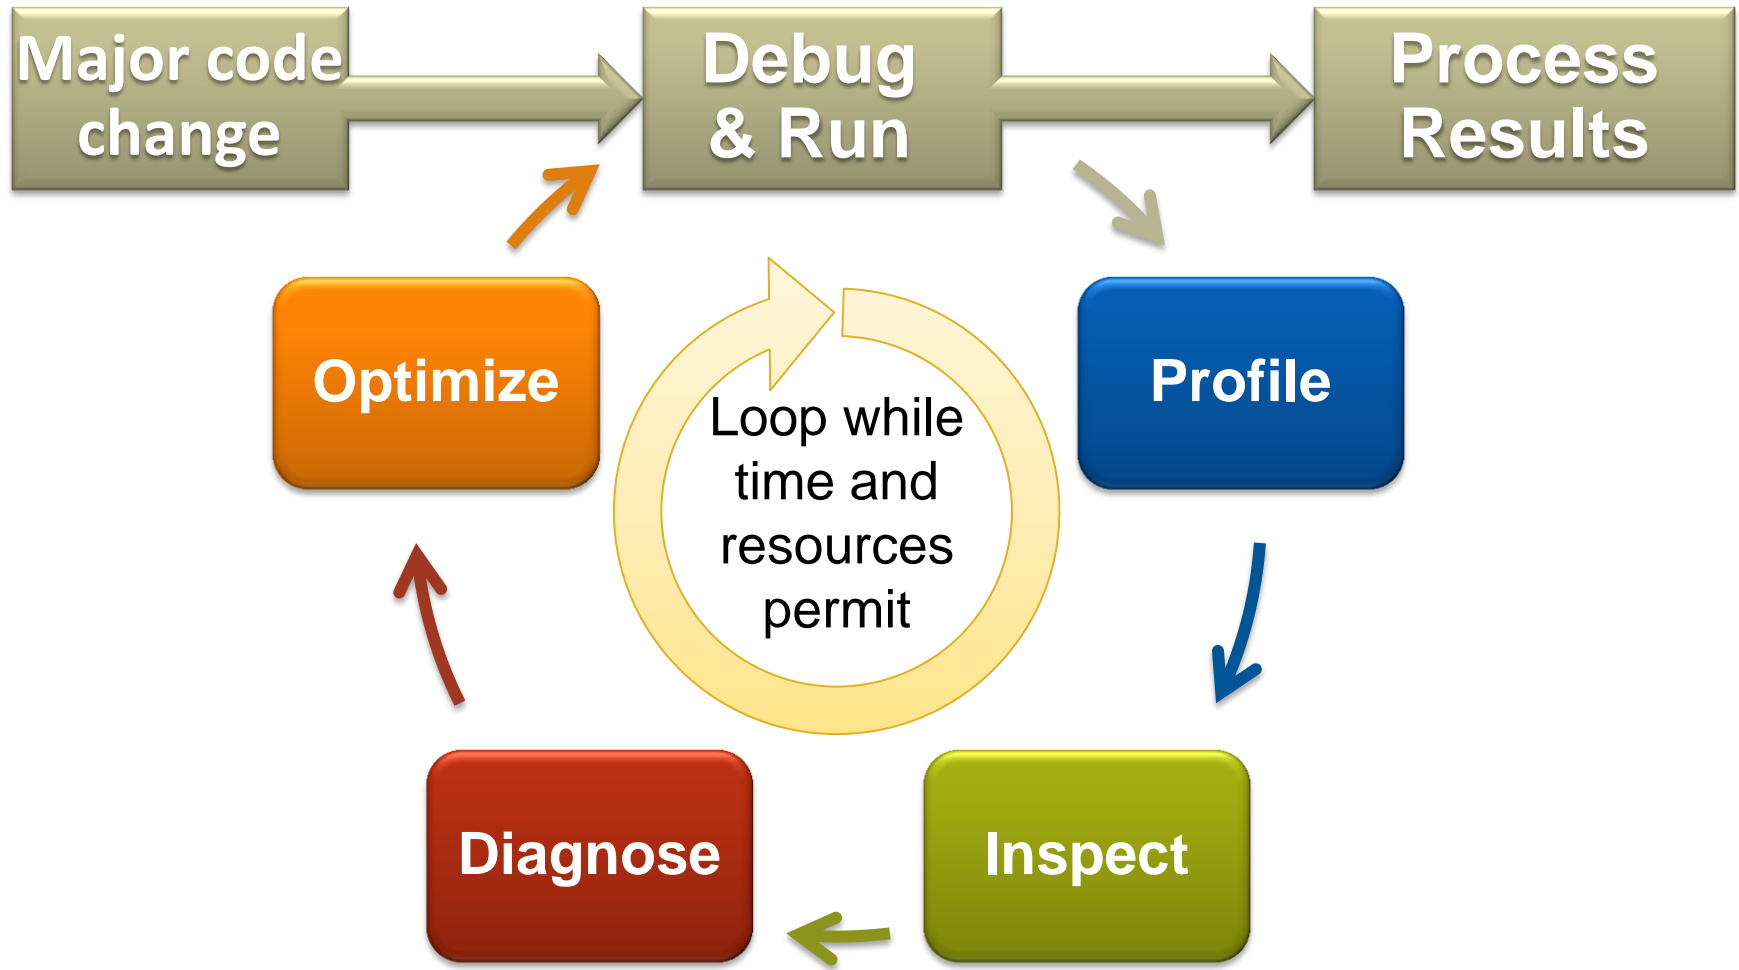 Major code
change
Debug
& Run
Process
Results
Optimize
Profile
Loop while
time and
resources
permit
Diagnose
Inspect